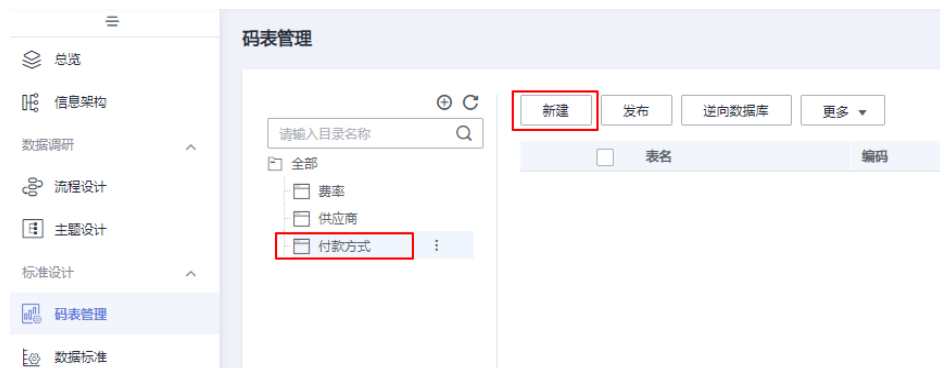 码表管理
总览
信息架构
数据调研
流程设计
主题设计
标准设计
码表管理
数据标准
请输入目录名称
全部
费率
供应商
付款方式
新建 发布 逆向数据库 更多
表名 编码